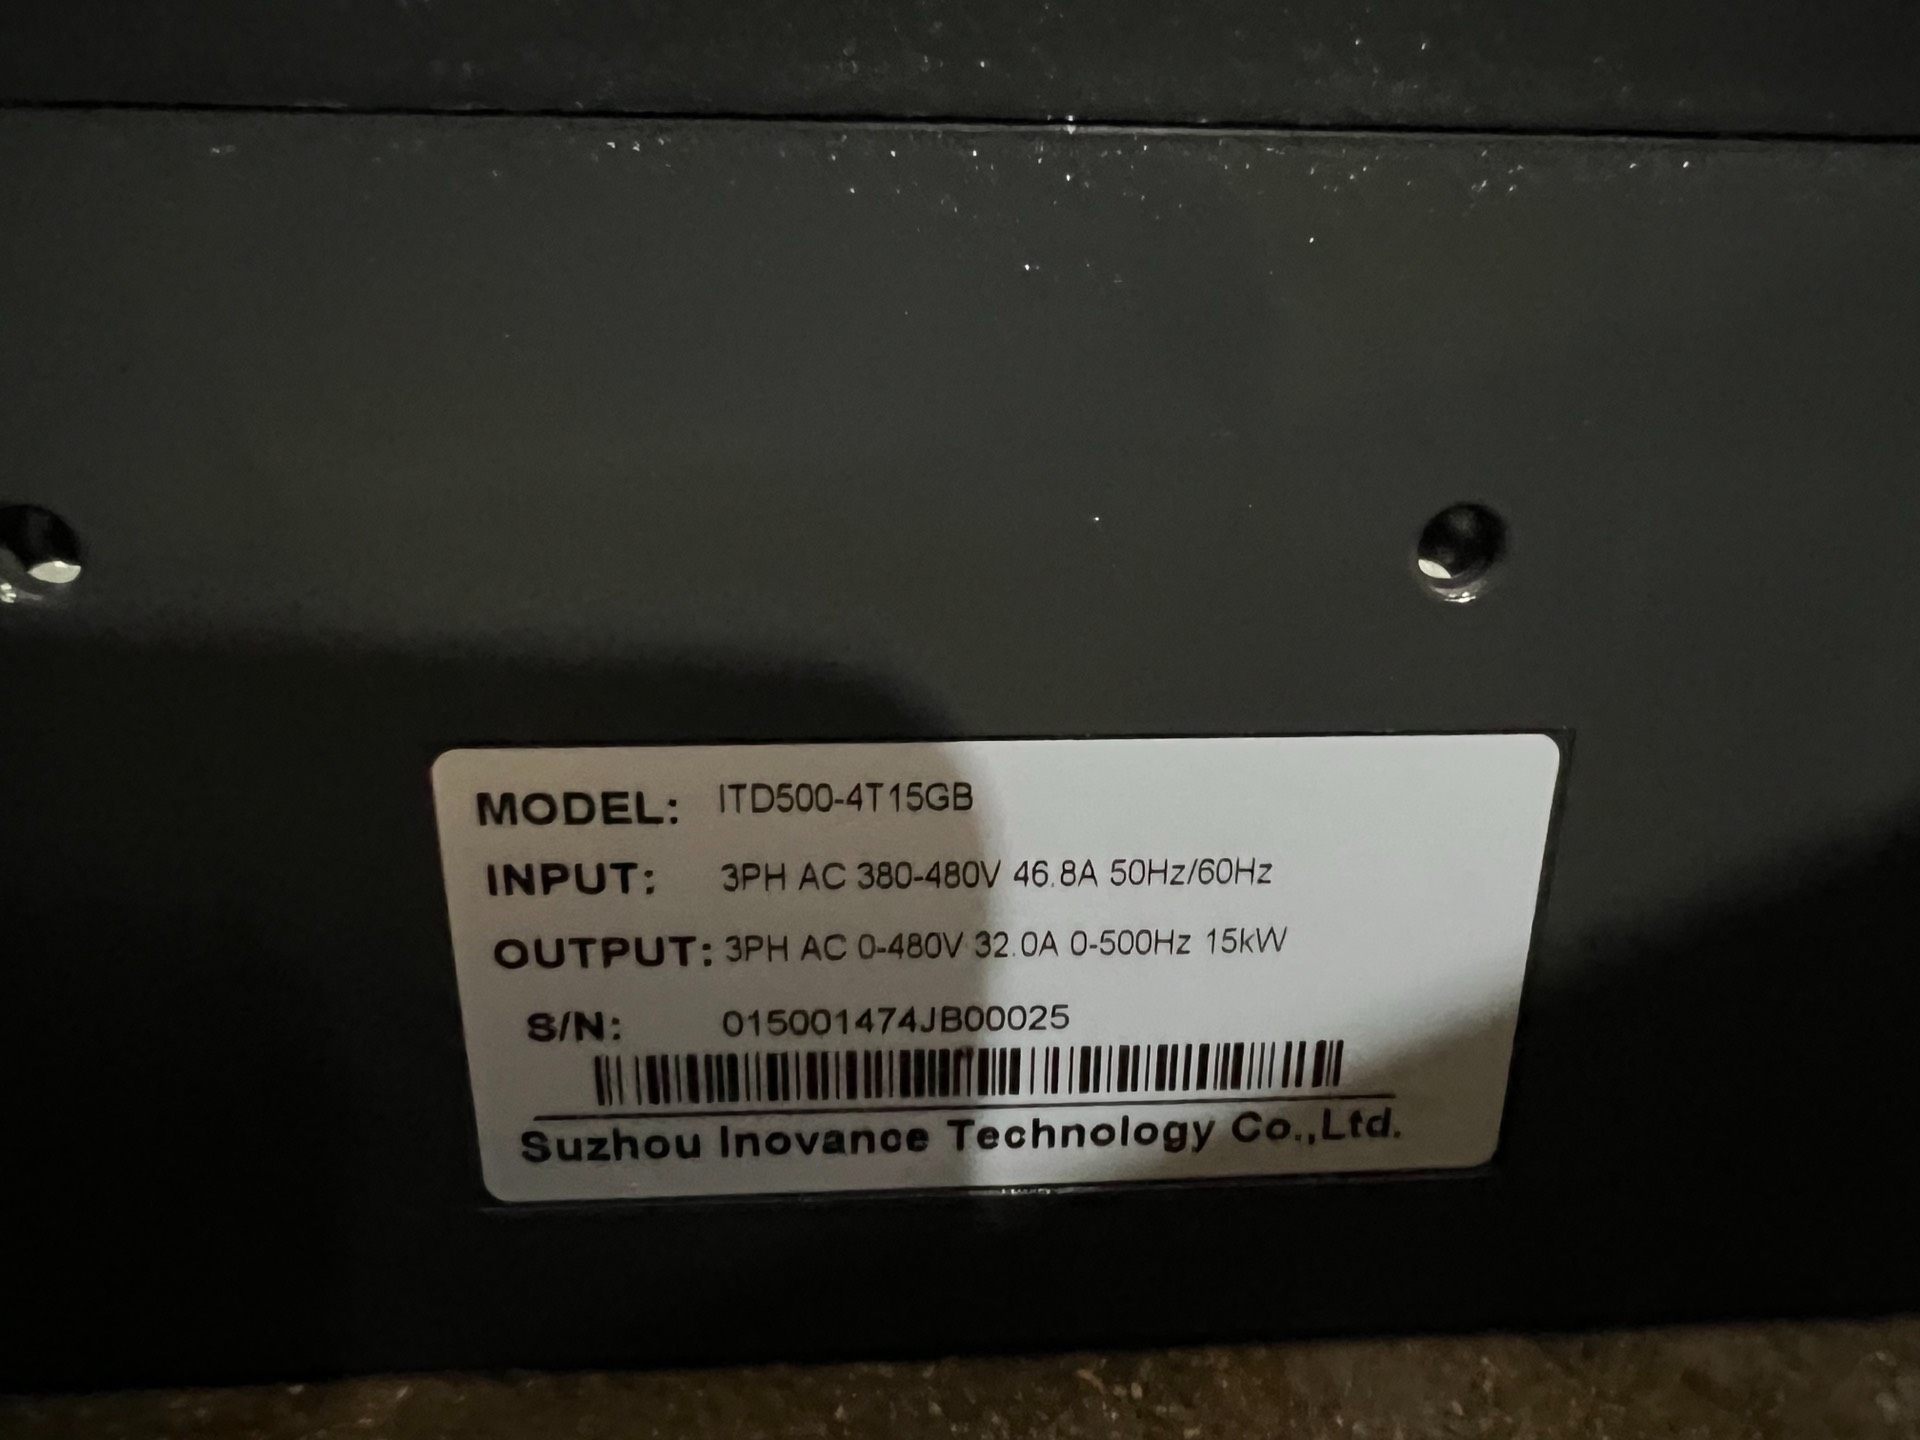 MODEL: ITD500-4T15GB
INPUT: 3PH AC 380-480V 46.8A 50Hz/60Hz
OUTPUT: 3PH AC 0-480V 32.0A 0-500Hz 15kW
S/N: 015001474JB00025
Suzhou Inovance Technology Co.,Ltd.